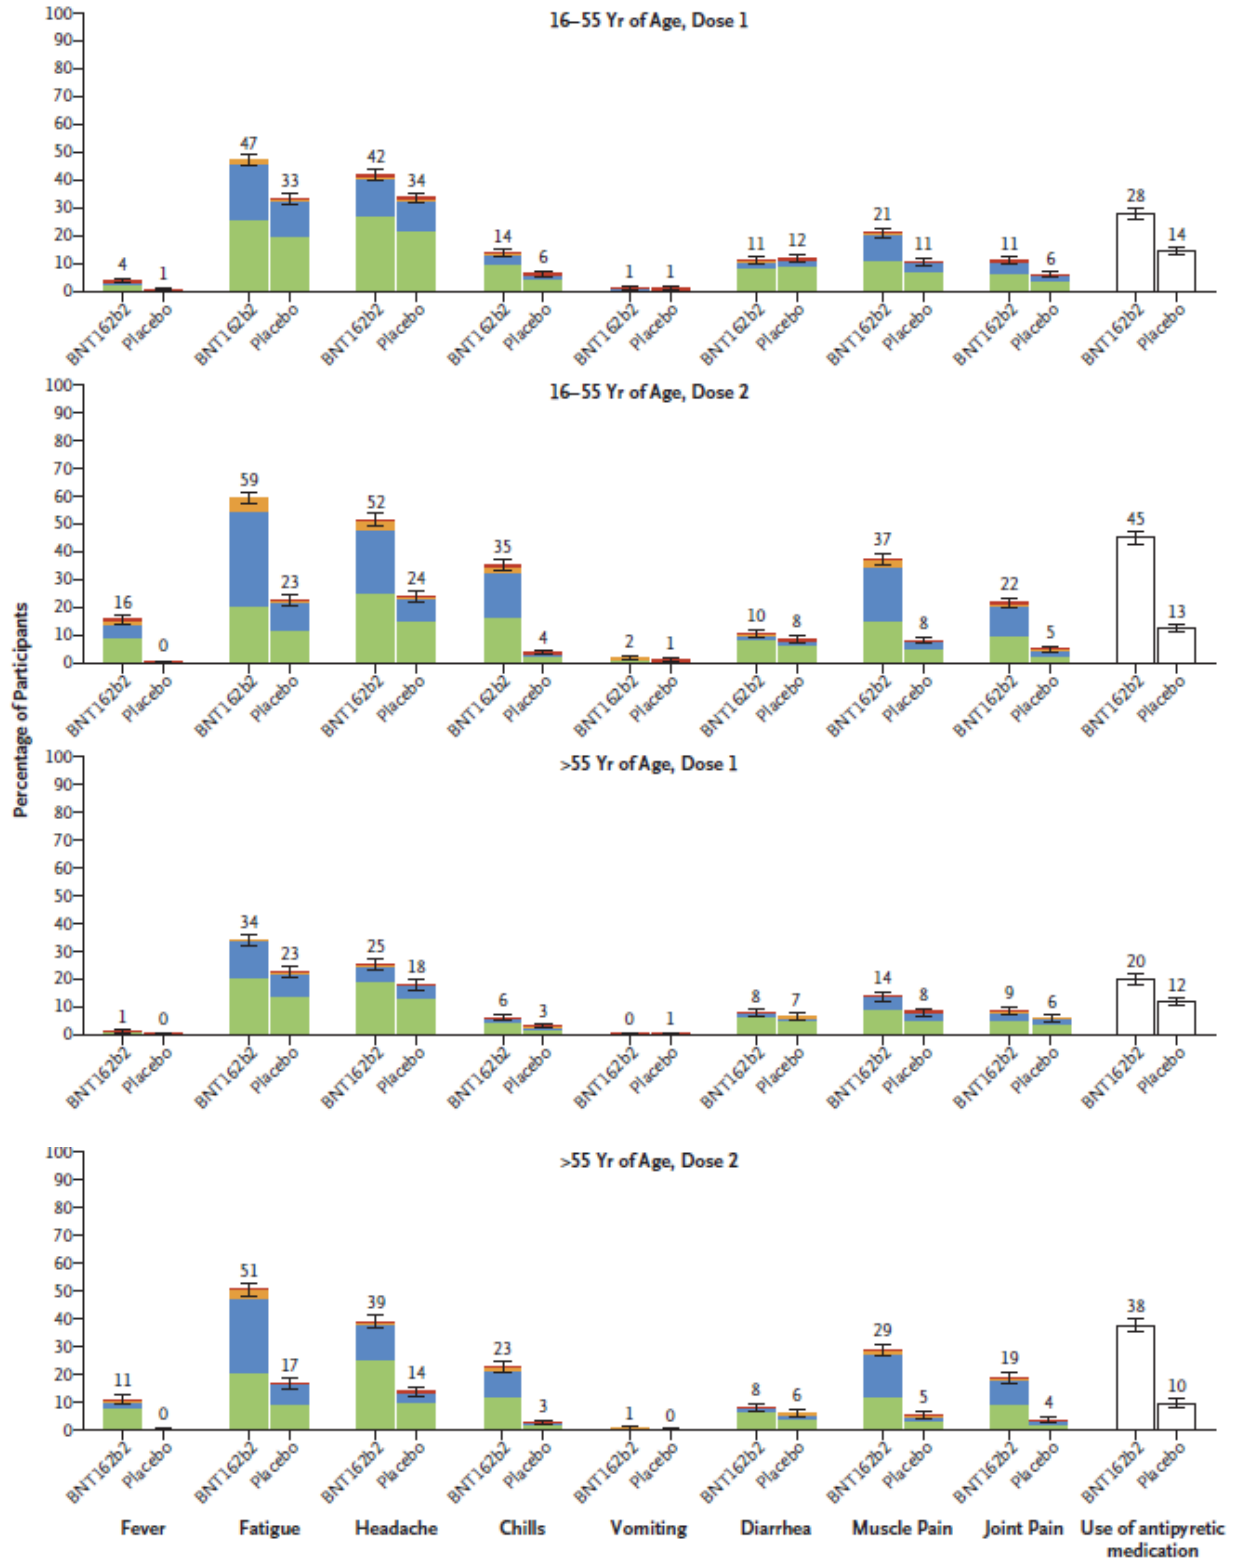 Percentage of Participants
16–55 Yr of Age, Dose 1
100
90
80
70
60
50
40
30
20
10
0
4 1 47 33 42 34 14 6 1 1 11 12 21 11 11 6 28 14
BNT162b2 Placebo BNT162b2 Placebo BNT162b2 Placebo BNT162b2 Placebo BNT162b2 Placebo BNT162b2 Placebo BNT162b2 Placebo BNT162b2 Placebo BNT162b2 Placebo
16–55 Yr of Age, Dose 2
100
90
80
70
60
50
40
30
20
10
0
16 0 59 23 52 24 35 4 2 1 10 8 37 8 22 5 45 13
BNT162b2 Placebo BNT162b2 Placebo BNT162b2 Placebo BNT162b2 Placebo BNT162b2 Placebo BNT162b2 Placebo BNT162b2 Placebo BNT162b2 Placebo BNT162b2 Placebo
>55 Yr of Age, Dose 1
100
90
80
70
60
50
40
30
20
10
0
1 0 34 23 25 18 6 3 0 1 8 7 14 8 9 6 20 12
BNT162b2 Placebo BNT162b2 Placebo BNT162b2 Placebo BNT162b2 Placebo BNT162b2 Placebo BNT162b2 Placebo BNT162b2 Placebo BNT162b2 Placebo BNT162b2 Placebo
>55 Yr of Age, Dose 2
100
90
80
70
60
50
40
30
20
10
0
11 0 51 17 39 14 23 3 1 0 8 6 29 5 19 4 38 10
BNT162b2 Placebo BNT162b2 Placebo BNT162b2 Placebo BNT162b2 Placebo BNT162b2 Placebo BNT162b2 Placebo BNT162b2 Placebo BNT162b2 Placebo BNT162b2 Placebo
Fever Fatigue Headache Chills Vomiting Diarrhea Muscle Pain Joint Pain Use of antipyretic
medication